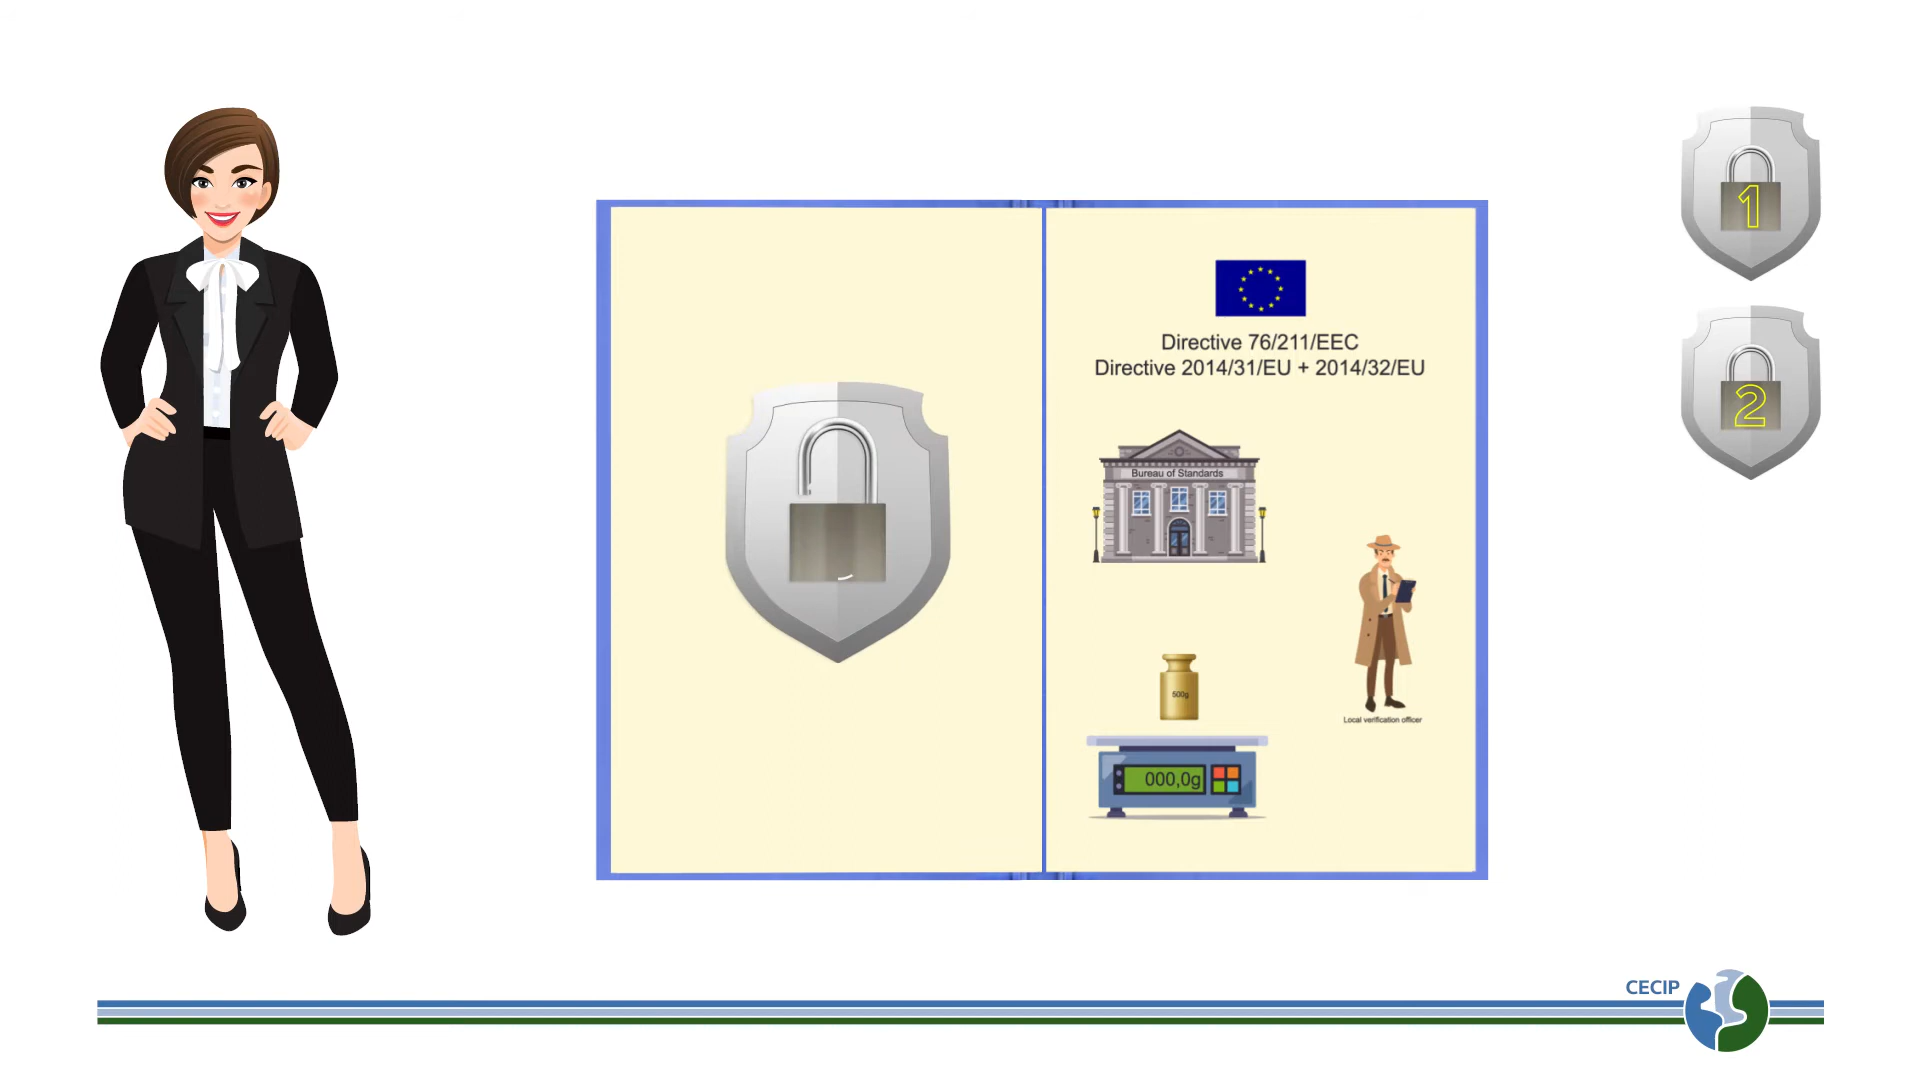 1
2
Directive 76/211/EEC
Directive 2014/31/EU + 2014/32/EU
Bureau of Standards
500g
Local verification officer
000,0g
CECIP